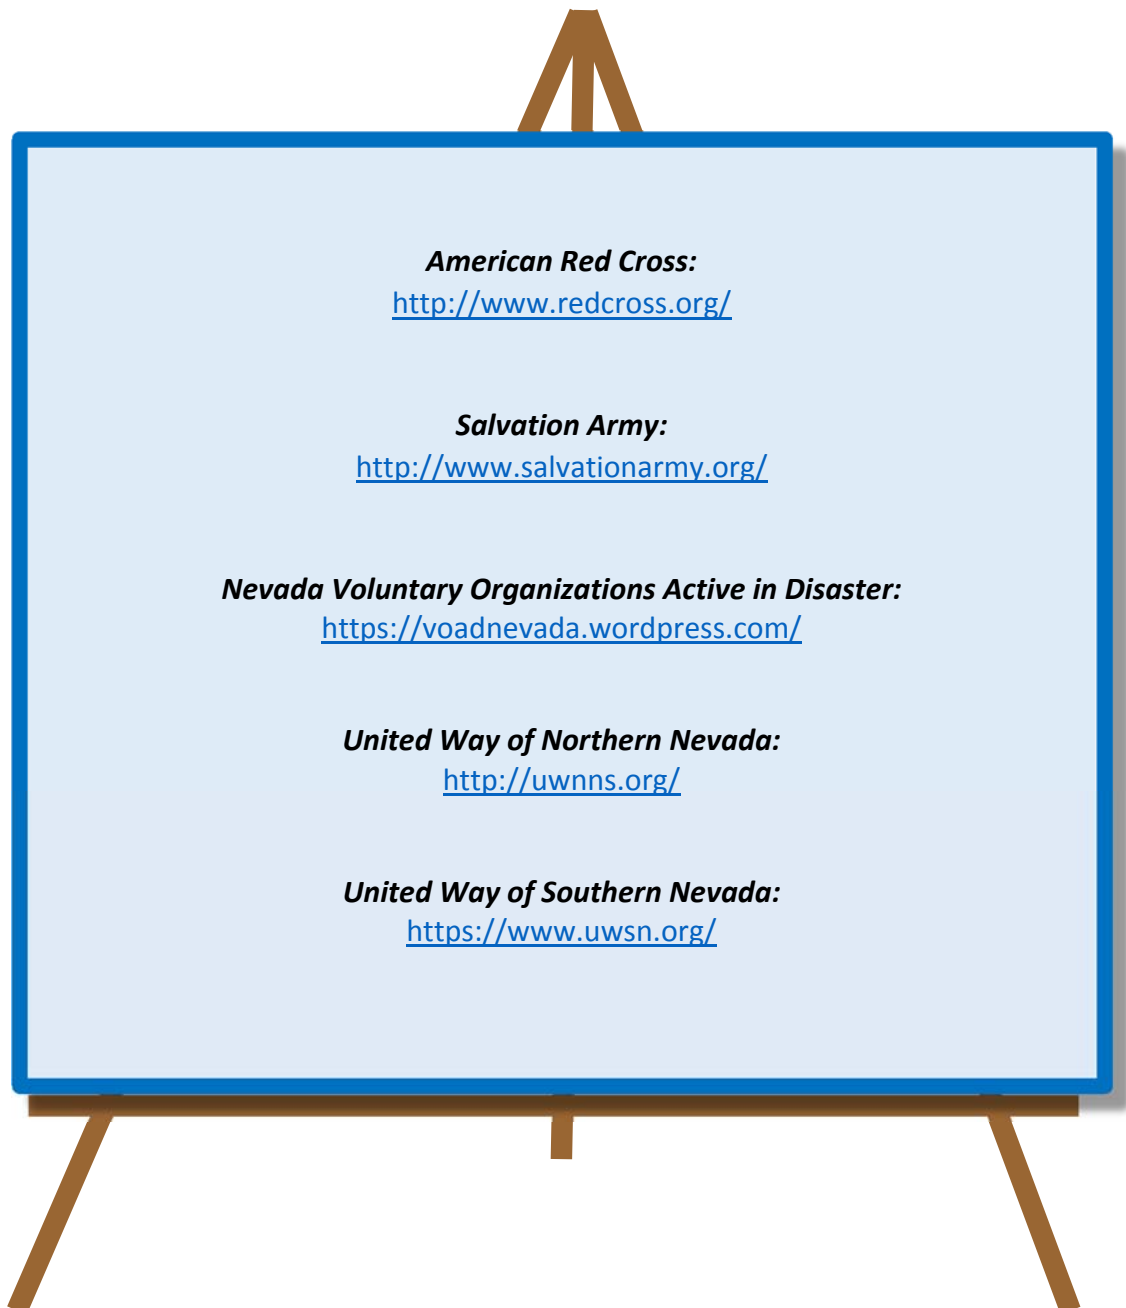 American Red Cross:
http://www.redcross.org/
Salvation Army:
http://www.salvationarmy.org/
Nevada Voluntary Organizations Active in Disaster:
https://voadnevada.wordpress.com/
United Way of Northern Nevada:
http://uwnns.org/
United Way of Southern Nevada:
https://www.uwsn.org/